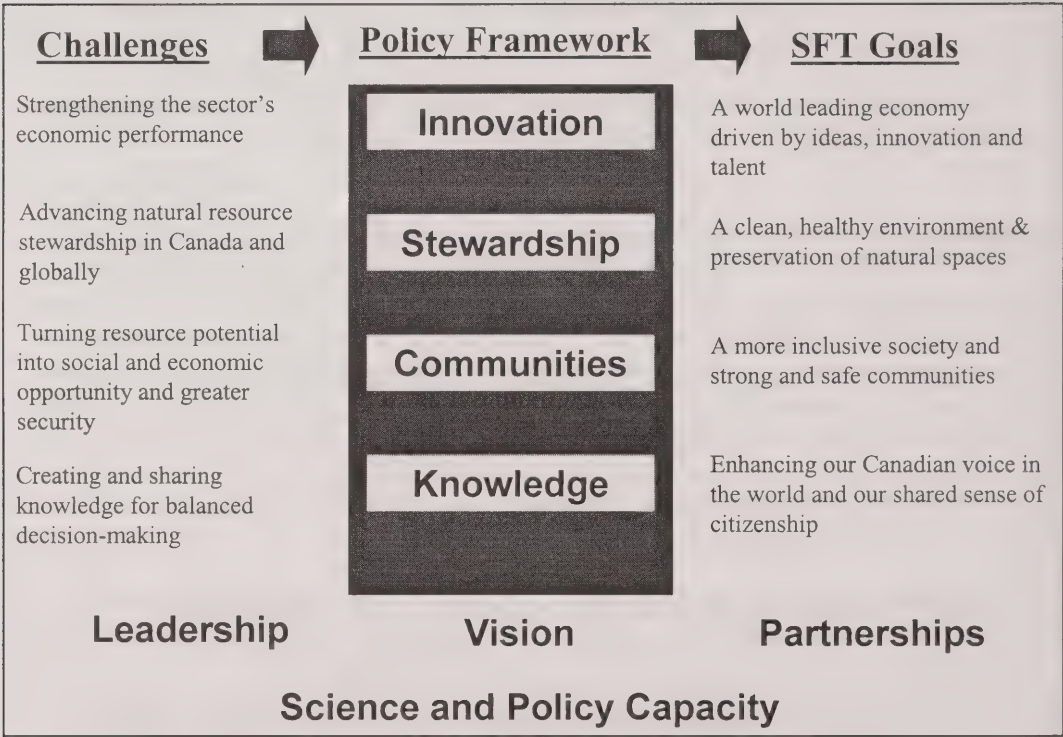 Challenges
Policy Framework
SFT Goals
Strengthening the sector's
economic performance
Innovation
A world leading economy
driven by ideas, innovation and
talent
Advancing natural resource
stewardship in Canada and
globally
Stewardship
A clean, healthy environment &
preservation of natural spaces
Turning resource potential
into social and economic
opportunity and greater
security
Communities
A more inclusive society and
strong and safe communities
Creating and sharing
knowledge for balanced
decision-making
Knowledge
Enhancing our Canadian voice in
the world and our shared sense of
citizenship
Leadership
Vision
Partnerships
Science and Policy Capacity